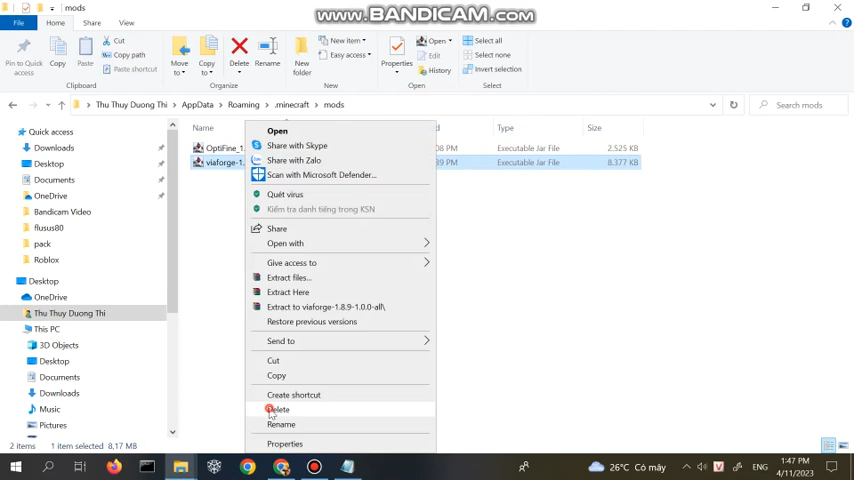 mods
WWW.BANDICAM.COM
File
Home
Share
View
Pin to Quick access
Copy
Paste
Cut
Copy path
Paste shortcut
Clipboard
Move to
Copy to
Delete
Rename
Organize
New folder
New item
Easy access
New
Properties
Open
Edit
History
Open
Select all
Select none
Invert selection
Select
Thu Thuy Duong Thi
AppData
Roaming
.minecraft
mods
Search mods
Quick access
Downloads
Desktop
Documents
OneDrive
Bandicam Video
flusus80
pack
Roblox
Desktop
OneDrive
Thu Thuy Duong Thi
This PC
3D Objects
Desktop
Documents
Downloads
Music
Pictures
Name
Type
Size
OptiFine_1.
08 PM
Executable Jar File
2.525 KB
viaforge-1.
39 PM
Executable Jar File
8.377 KB
Open
Share with Skype
Share with Zalo
Scan with Microsoft Defender...
Quét virus
Kiểm tra danh tiếng trong KSN
Share
Open with
Give access to
Extract files...
Extract Here
Extract to viaforge-1.8.9-1.0.0-all\
Restore previous versions
Send to
Cut
Copy
Create shortcut
Delete
Rename
Properties
2 items
1 item selected 8,17 MB
26°C Có mây
ENG
1:47 PM
4/11/2023